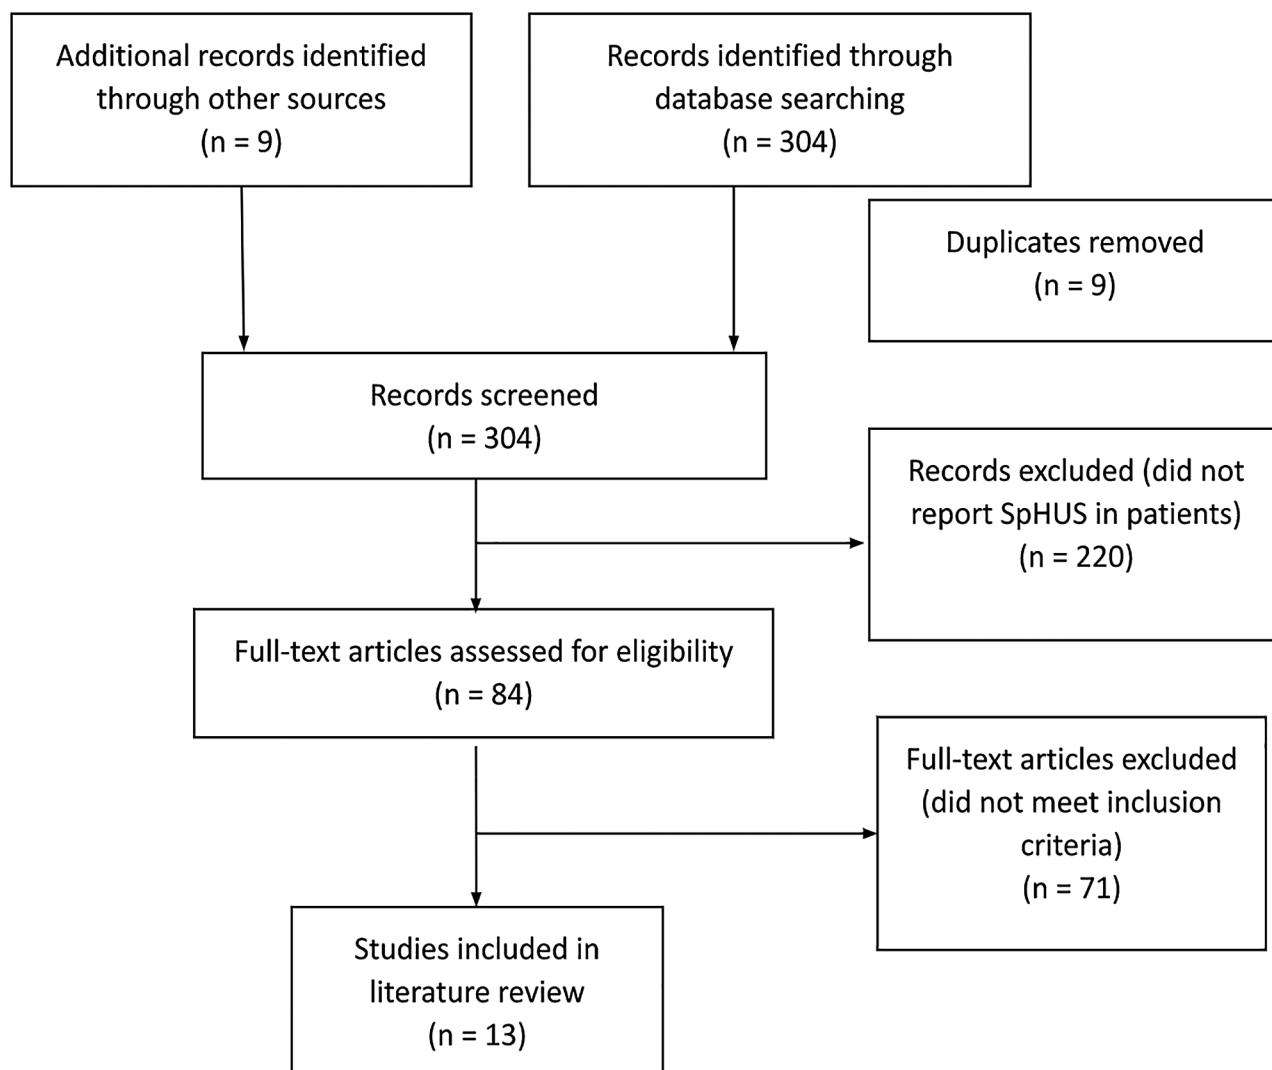 Additional records identified
through other sources
(n = 9)
Records identified through
database searching
(n = 304)
Duplicates removed
(n = 9)
Records screened
(n = 304)
Records excluded (did not
report SpHUS in patients)
(n = 220)
Full-text articles assessed for eligibility
(n = 84)
Full-text articles excluded
(did not meet inclusion
criteria)
(n = 71)
Studies included in
literature review
(n = 13)